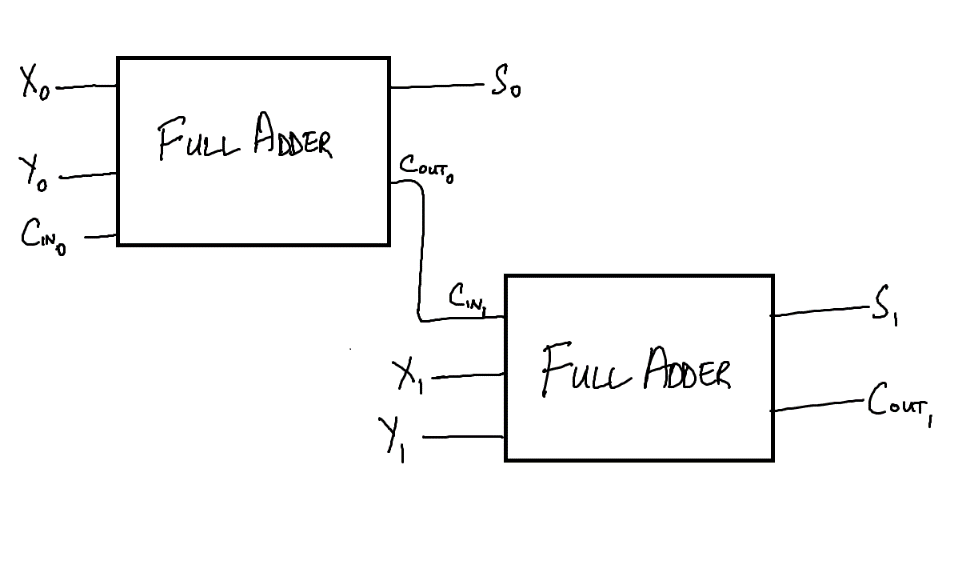 X₀
S₀
FULL ADDER
Y₀
COUT₀
CIN₀
CIN₁
S₁
X₁
FULL ADDER
COUT₁
Y₁